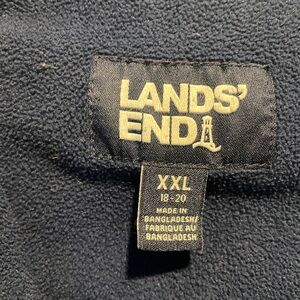 LANDS'
END
XXL
18-20
MADE IN
BANGLADESH/
FABRIQUE AU
BANGLADESH